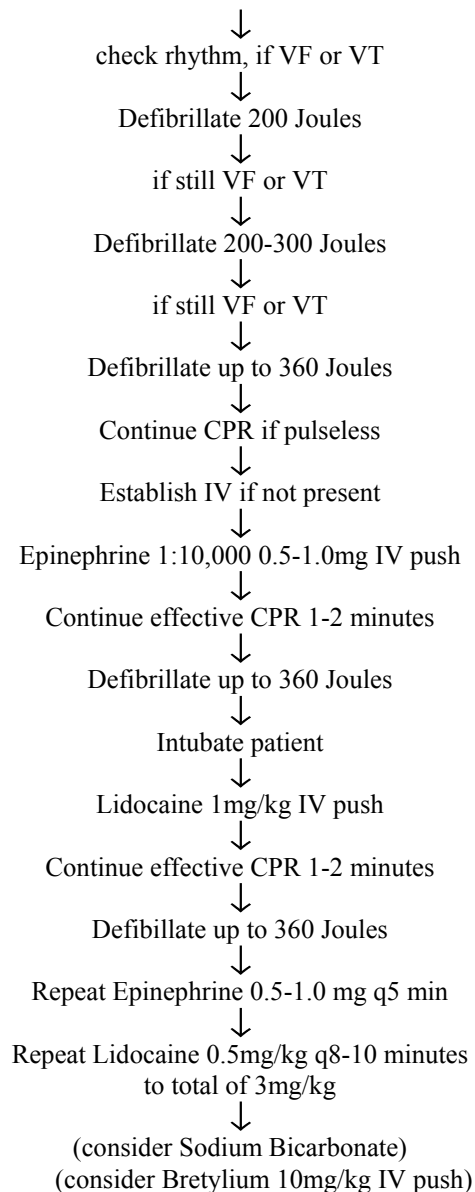 check rhythm, if VF or VT
Defibrillate 200 Joules
if still VF or VT
Defibrillate 200-300 Joules
if still VF or VT
Defibrillate up to 360 Joules
Continue CPR if pulseless
Establish IV if not present
Epinephrine 1:10,000 0.5-1.0mg IV push
Continue effective CPR 1-2 minutes
Defibrillate up to 360 Joules
Intubate patient
Lidocaine 1mg/kg IV push
Continue effective CPR 1-2 minutes
Defibillate up to 360 Joules
Repeat Epinephrine 0.5-1.0 mg q5 min
Repeat Lidocaine 0.5mg/kg q8-10 minutes
to total of 3mg/kg
(consider Sodium Bicarbonate)
(consider Bretylium 10mg/kg IV push)